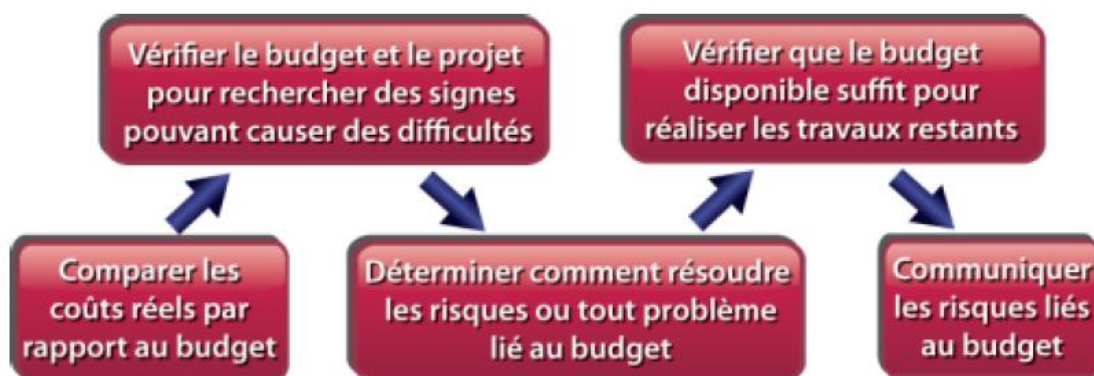 Vérifier le budget et le projet
pour rechercher des signes
pouvant causer des difficultés
Vérifier que le budget
disponible suffit pour
réaliser les travaux restants
Comparer les
coûts réels par
rapport au budget
Déterminer comment résoudre
les risques ou tout problème
lié au budget
Communiquer
les risques liés
au budget